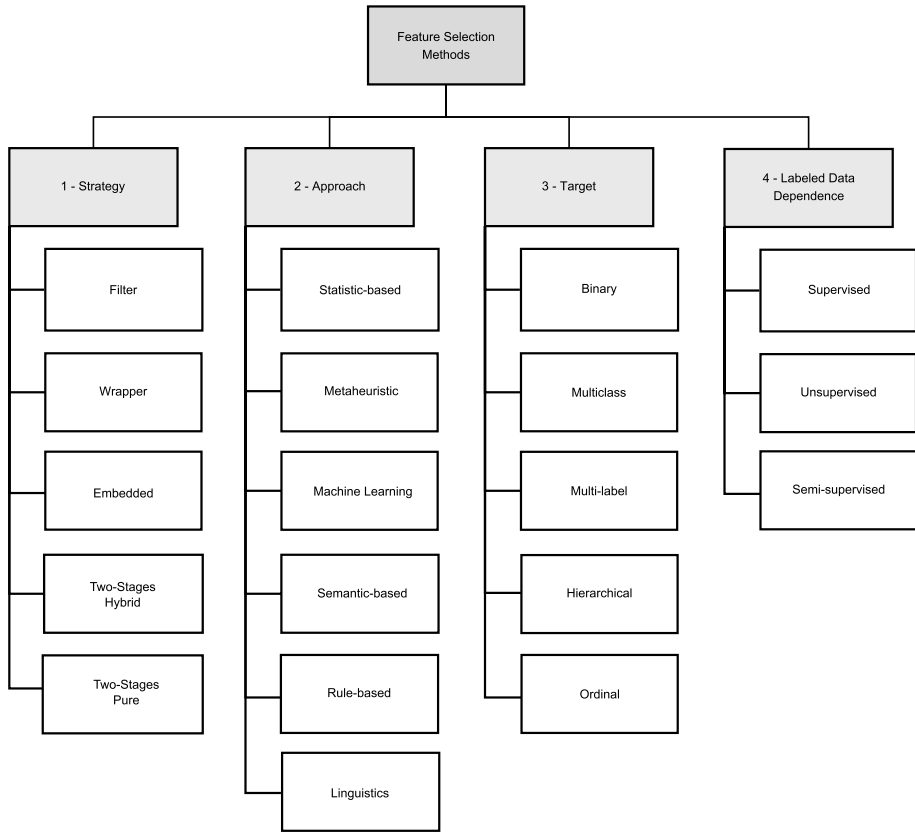 Feature Selection
Methods
1 - Strategy
Filter
Wrapper
Embedded
Two-Stages
Hybrid
Two-Stages
Pure
2 - Approach
Statistic-based
Metaheuristic
Machine Learning
Semantic-based
Rule-based
Linguistics
3 - Target
Binary
Multiclass
Multi-label
Hierarchical
Ordinal
4 - Labeled Data
Dependence
Supervised
Unsupervised
Semi-supervised